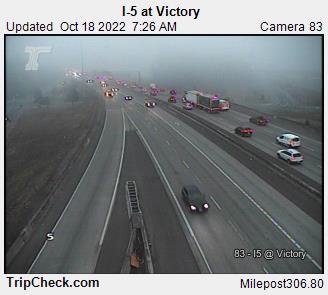 I-5 at Victory
Updated Oct 18 2022 7:26 AM Camera 83
S
83 - I5 @ Victory
TripCheck.com Milepost306.80